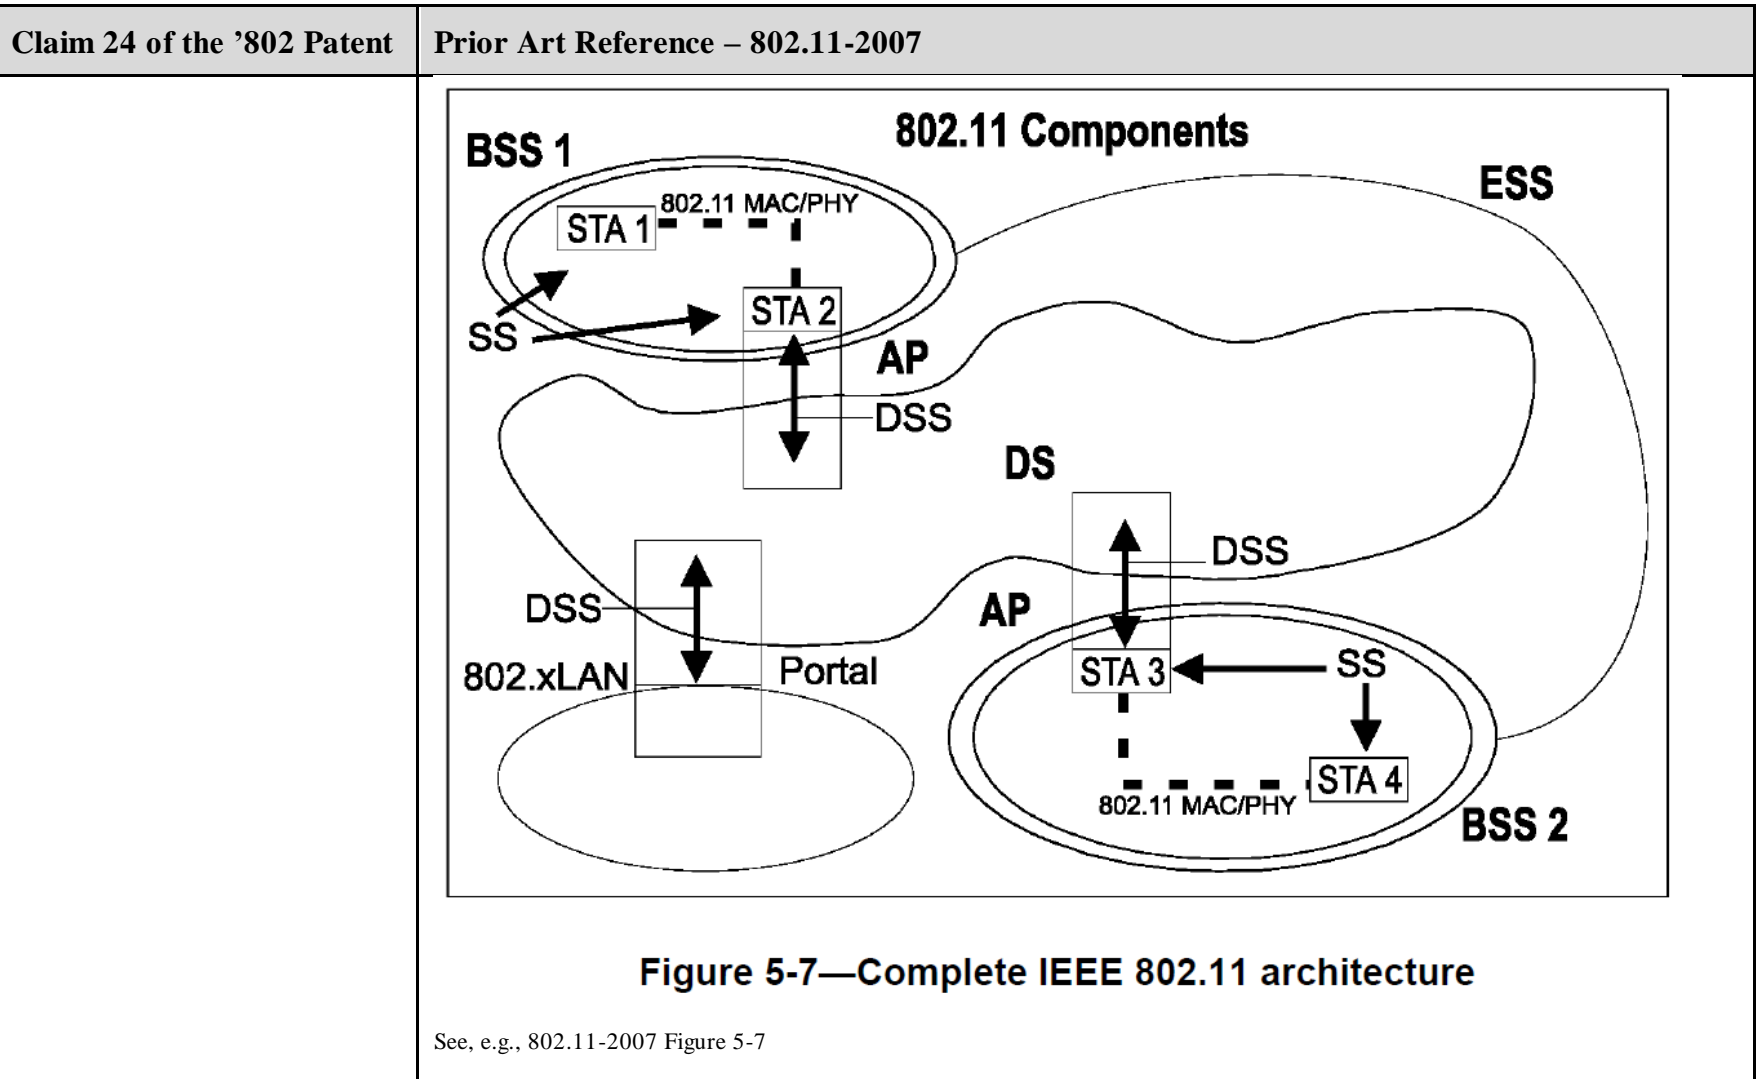 Claim 24 of the ’802 Patent
Prior Art Reference – 802.11-2007
802.11 Components
BSS 1
ESS
802.11 MAC/PHY
STA 1
STA 2
SS
AP
DSS
DS
DSS
DSS
AP
802.xLAN
Portal
STA 3
SS
STA 4
802.11 MAC/PHY
BSS 2
Figure 5-7—Complete IEEE 802.11 architecture
See, e.g., 802.11-2007 Figure 5-7